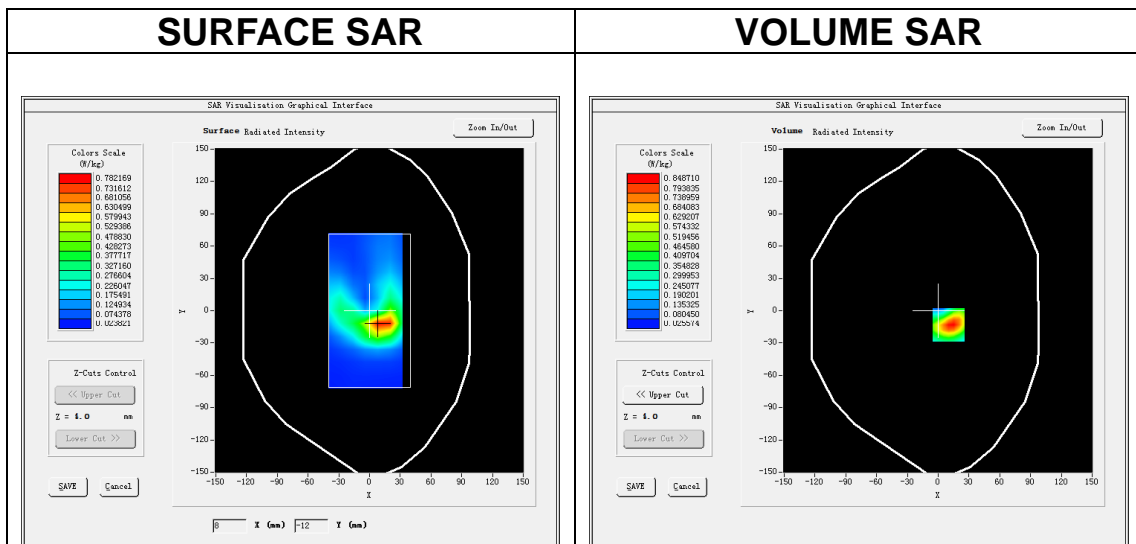 SURFACE SAR
VOLUME SAR
SAR Visualisation Graphical Interface
Surface Radiated Intensity
Zoom In/Out
Colors Scale
(W/kg)
0.782169
0.731612
0.681056
0.630499
0.579943
0.529386
0.478830
0.428273
0.377717
0.327160
0.276604
0.226047
0.175491
0.124934
0.074378
0.023821
Z-Cuts Control
<< Upper Cut
Z = 4.0 mm
Lower Cut >>
SAVE
Cancel
150
120
90
60
30
0
-30
-60
-90
-120
-150
Y
-150 -120 -90 -60 -30 0 30 60 90 120 150
X
8 X (mm) -12 Y (mm)
SAR Visualisation Graphical Interface
Volume Radiated Intensity
Zoom In/Out
Colors Scale
(W/kg)
0.848710
0.793835
0.738959
0.684083
0.629207
0.574332
0.519456
0.464580
0.409704
0.354828
0.299953
0.245077
0.190201
0.135325
0.080450
0.025574
Z-Cuts Control
<< Upper Cut
Z = 4.0 mm
Lower Cut >>
SAVE
Cancel
150
120
90
60
30
0
-30
-60
-90
-120
-150
Y
-150 -120 -90 -60 -30 0 30 60 90 120 150
X